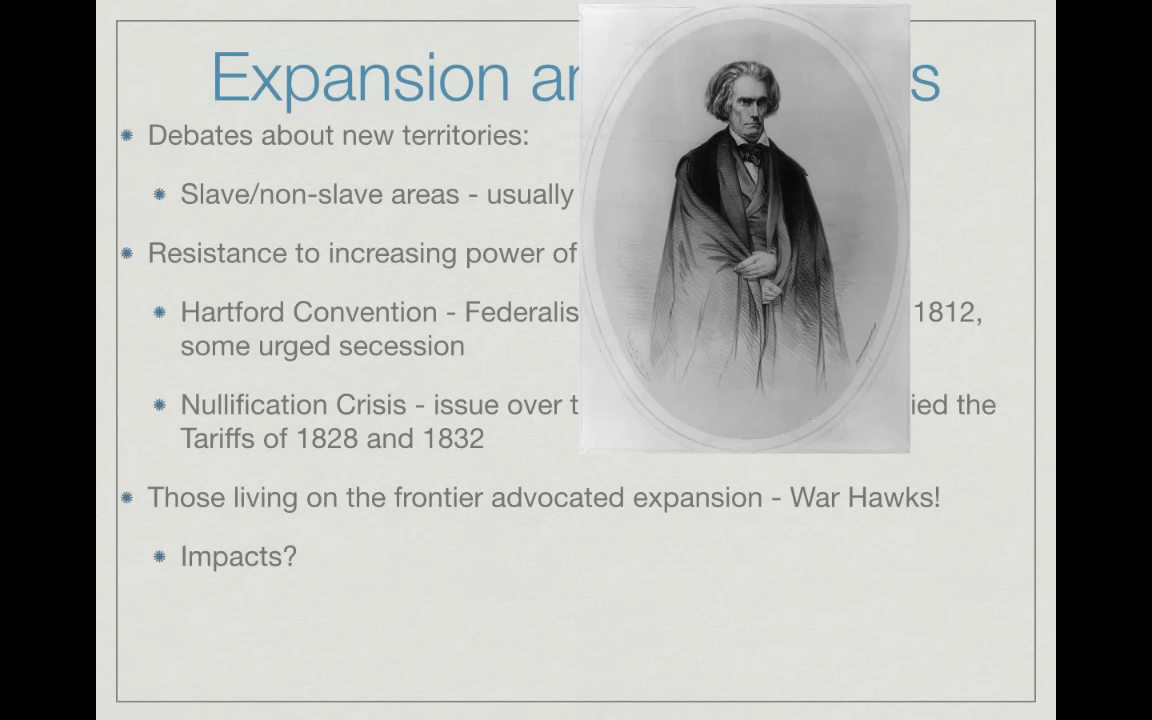 Expansion ar s
Debates about new territories:
Slave/non-slave areas - usually
Resistance to increasing power of
Hartford Convention - Federalis 1812,
some urged secession
Nullification Crisis - issue over t ied the
Tariffs of 1828 and 1832
Those living on the frontier advocated expansion - War Hawks!
Impacts?